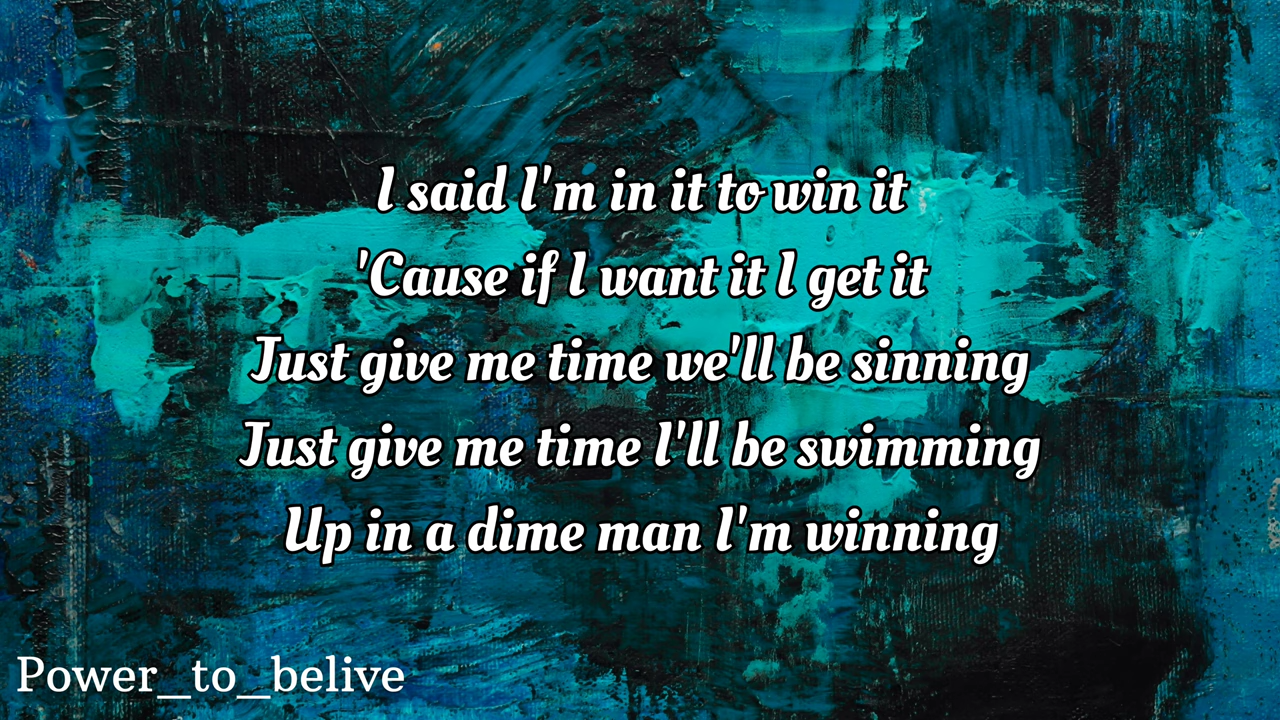 I said I'm in it to win it
'Cause if I want it I get it
Just give me time we'll be sinning
Just give me time I'll be swimming
Up in a dime man I'm winning
Power_to_belive